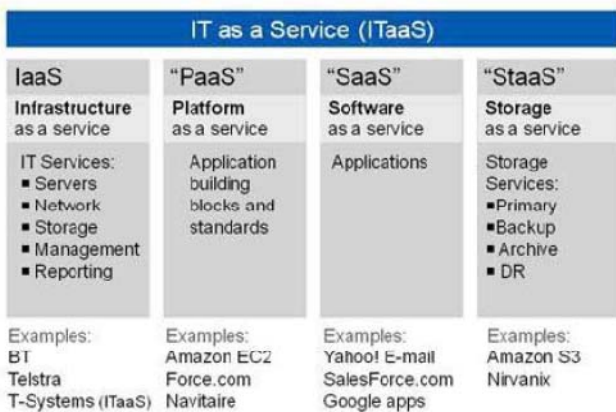 IT as a Service (ITaaS)
IaaS
Infrastructure
as a service
IT Services:
▪ Servers
▪ Network
▪ Storage
▪ Management
▪ Reporting
Examples:
BT
Telstra
T-Systems (ITaaS)
“PaaS”
Platform
as a service
Application
building
blocks and
standards
Examples:
Amazon EC2
Force.com
Navitaire
“SaaS”
Software
as a service
Applications
Examples:
Yahoo! E-mail
SalesForce.com
Google apps
“StaaS”
Storage
as a service
Storage
Services:
▪Primary
▪Backup
▪Archive
▪ DR
Examples:
Amazon S3
Nirvanix